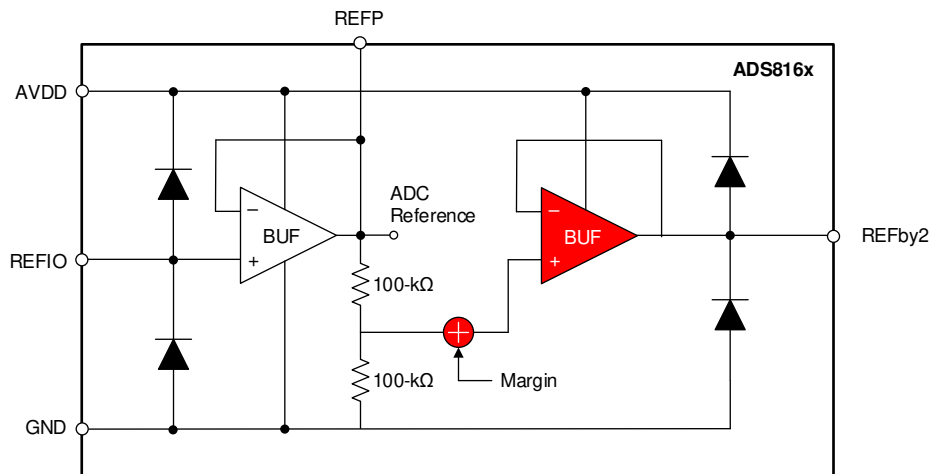 REFP
ADS816x
AVDD
ADC
Reference
−
BUF
+
−
BUF
+
REFIO
REFby2
100-kΩ
+
100-kΩ
Margin
GND